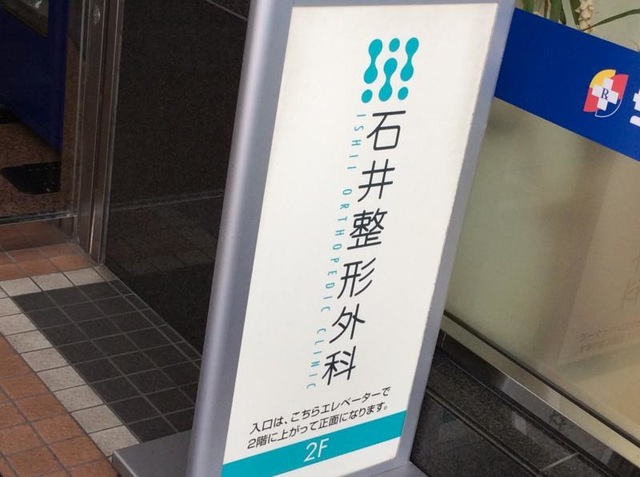 石井整形外科
ISHII ORTHOPEDIC CLINIC
入口は、こちらエレベーターで
2階に上がって正面になります。
2F